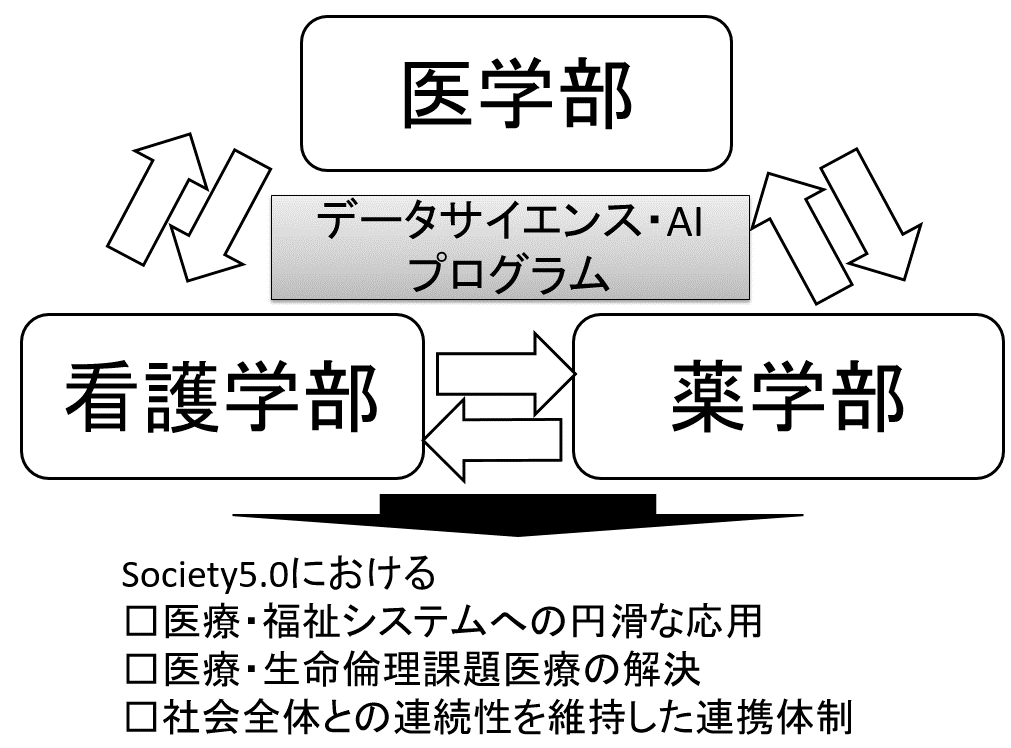 医学部
データサイエンス・AI
プログラム
看護学部
薬学部
Society5.0における
□医療・福祉システムへの円滑な応用
□医療・生命倫理課題医療の解決
□社会全体との連続性を維持した連携体制